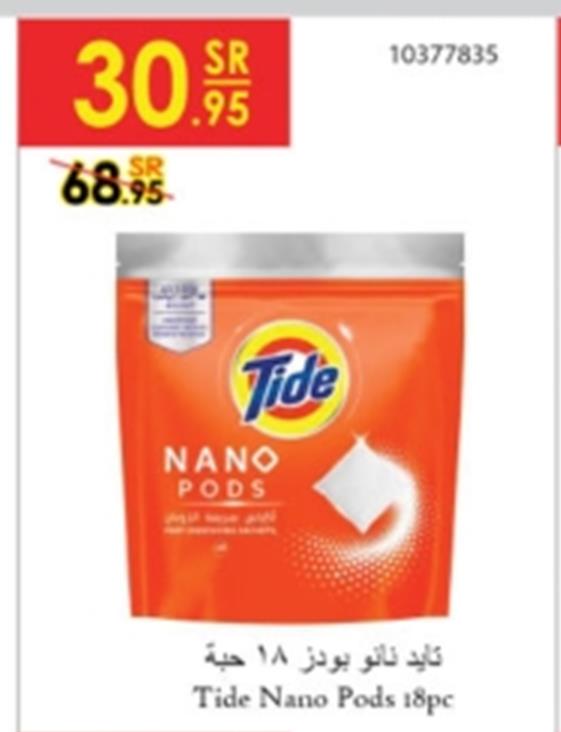 30.95 SR
10377835
68.95 SR
Tide
NANO
PODS
تايد نانو بودز ١٨ حبة
Tide Nano Pods 18pc